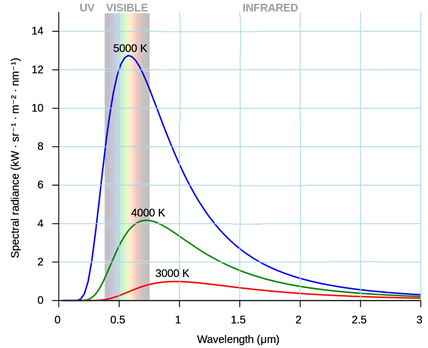 UV VISIBLE INFRARED
14
12
10
8
6
4
2
0
Spectral radiance (kW · sr⁻¹ · m⁻² · nm⁻¹)
5000 K
4000 K
3000 K
0 0.5 1 1.5 2 2.5 3
Wavelength (μm)